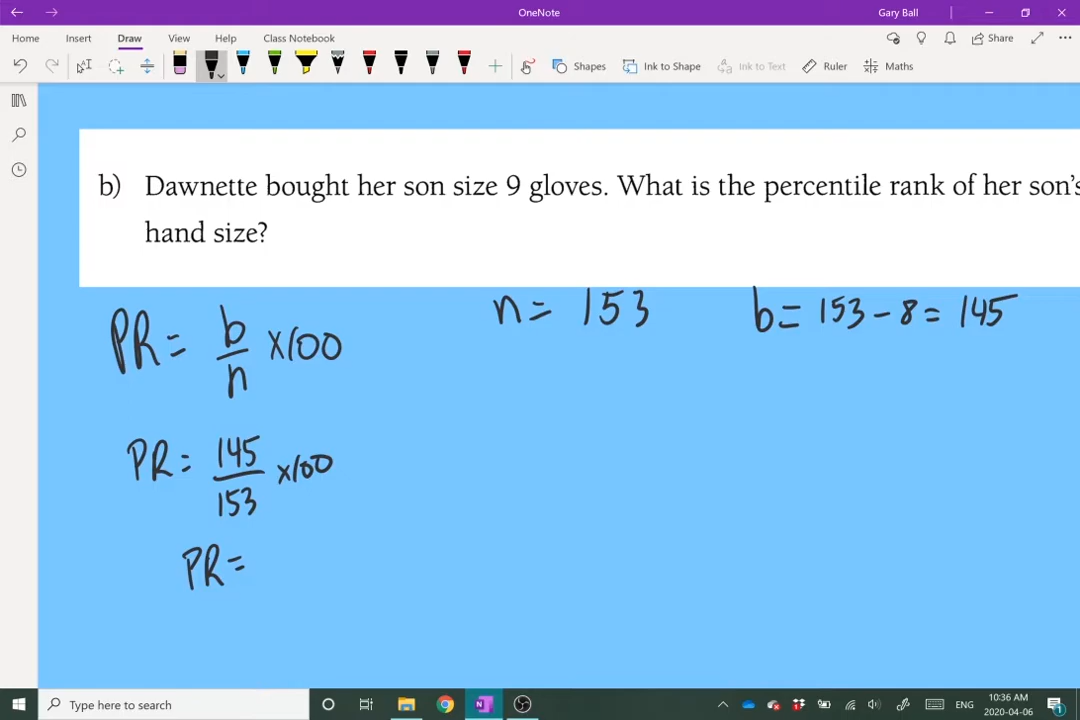 OneNote
Gary Ball
Home Insert Draw View Help Class Notebook
Share
Shapes Ink to Shape Ink to Text Ruler Maths
b) Dawnette bought her son size 9 gloves. What is the percentile rank of her son's
hand size?
PR = b/n ×100 n = 153 b = 153 - 8 = 145
PR = 145/153 ×100
PR =
Type here to search
ENG
10:36 AM
2020-04-06
1